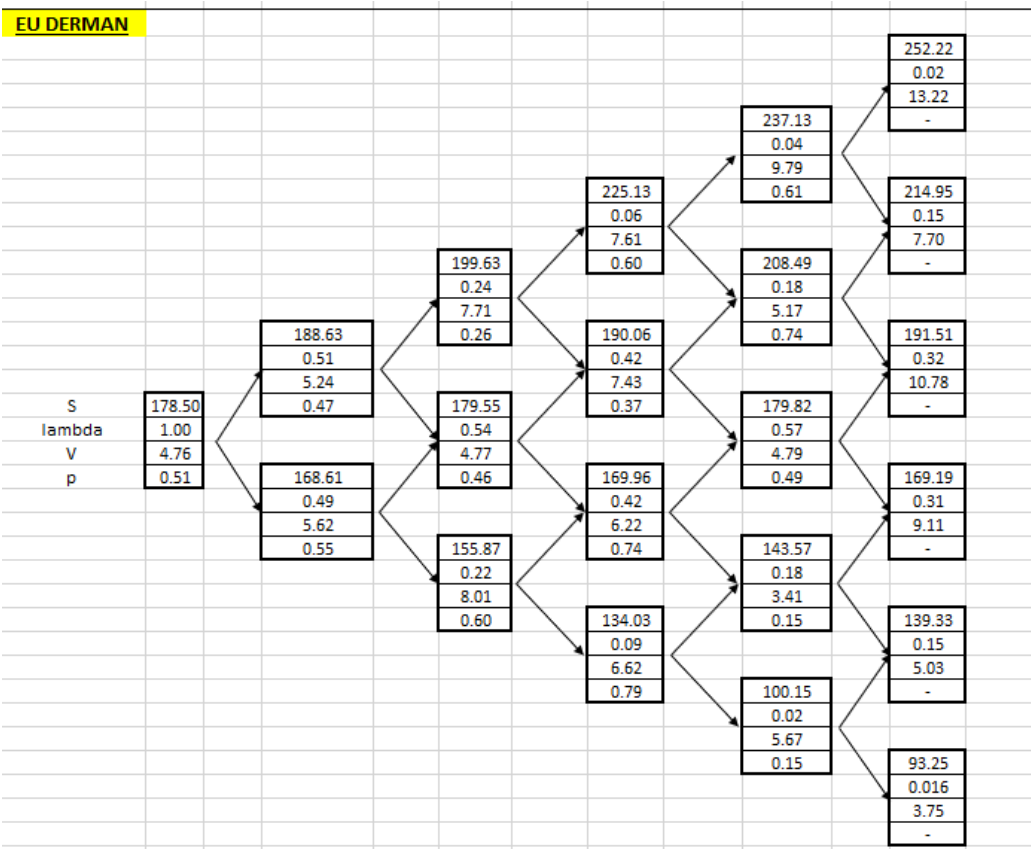 EU DERMAN
252.22
0.02
13.22
237.13 -
0.04
9.79
225.13 0.61 214.95
0.06 0.15
7.61 7.70
199.63 0.60 208.49 -
0.24 0.18
7.71 5.17
188.63 0.26 190.06 0.74 191.51
0.51 0.42 0.32
5.24 7.43 10.78
S 178.50 0.47 179.55 0.37 179.82 -
lambda 1.00 0.54 0.57
V 4.76 4.77 4.79
p 0.51 168.61 0.46 169.96 0.49 169.19
0.49 0.42 0.31
5.62 6.22 9.11
0.55 155.87 0.74 143.57 -
0.22 0.18
8.01 3.41
0.60 134.03 0.15 139.33
0.09 0.15
6.62 5.03
0.79 100.15 -
0.02
5.67
0.15 93.25
0.016
3.75
-